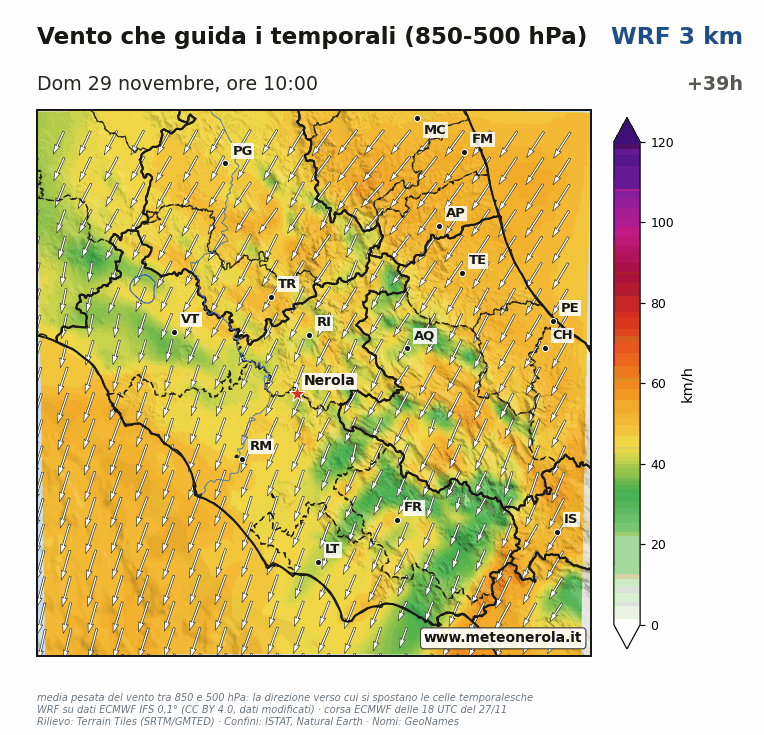 Vento che guida i temporali (850-500 hPa) WRF 3 km
Dom 29 novembre, ore 10:00 +39h
MC
FM
PG
AP
TE
TR
PE
VT
RI
AQ
CH
Nerola
RM
FR
IS
LT
www.meteonerola.it
120
100
80
60
40
20
0
km/h
media pesata del vento tra 850 e 500 hPa: la direzione verso cui si spostano le celle temporalesche
WRF su dati ECMWF IFS 0,1° (CC BY 4.0, dati modificati) · corsa ECMWF delle 18 UTC del 27/11
Rilievo: Terrain Tiles (SRTM/GMTED) · Confini: ISTAT, Natural Earth · Nomi: GeoNames